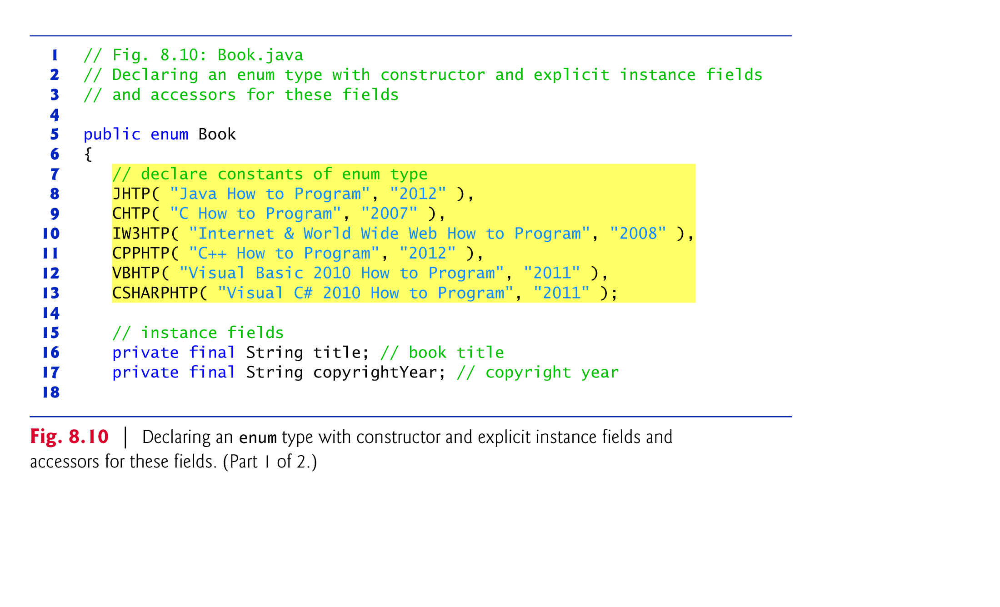 1 // Fig. 8.10: Book.java
2 // Declaring an enum type with constructor and explicit instance fields
3 // and accessors for these fields
4
5 public enum Book
6 {
7 // declare constants of enum type
8 JHTP( "Java How to Program", "2012" ),
9 CHTP( "C How to Program", "2007" ),
10 IW3HTP( "Internet & World Wide Web How to Program", "2008" ),
11 CPPHTP( "C++ How to Program", "2012" ),
12 VBHTP( "Visual Basic 2010 How to Program", "2011" ),
13 CSHARPHTP( "Visual C# 2010 How to Program", "2011" );
14
15 // instance fields
16 private final String title; // book title
17 private final String copyrightYear; // copyright year
18
Fig. 8.10 | Declaring an enum type with constructor and explicit instance fields and
accessors for these fields. (Part 1 of 2.)